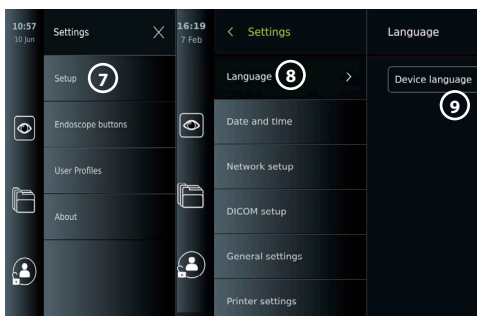 10:57
10 Jun
Settings
Setup 7
Endoscope buttons
User Profiles
About
16:19
7 Feb
Settings
Language 8
Date and time
Network setup
DICOM setup
General settings
Printer settings
Language
Device language
9